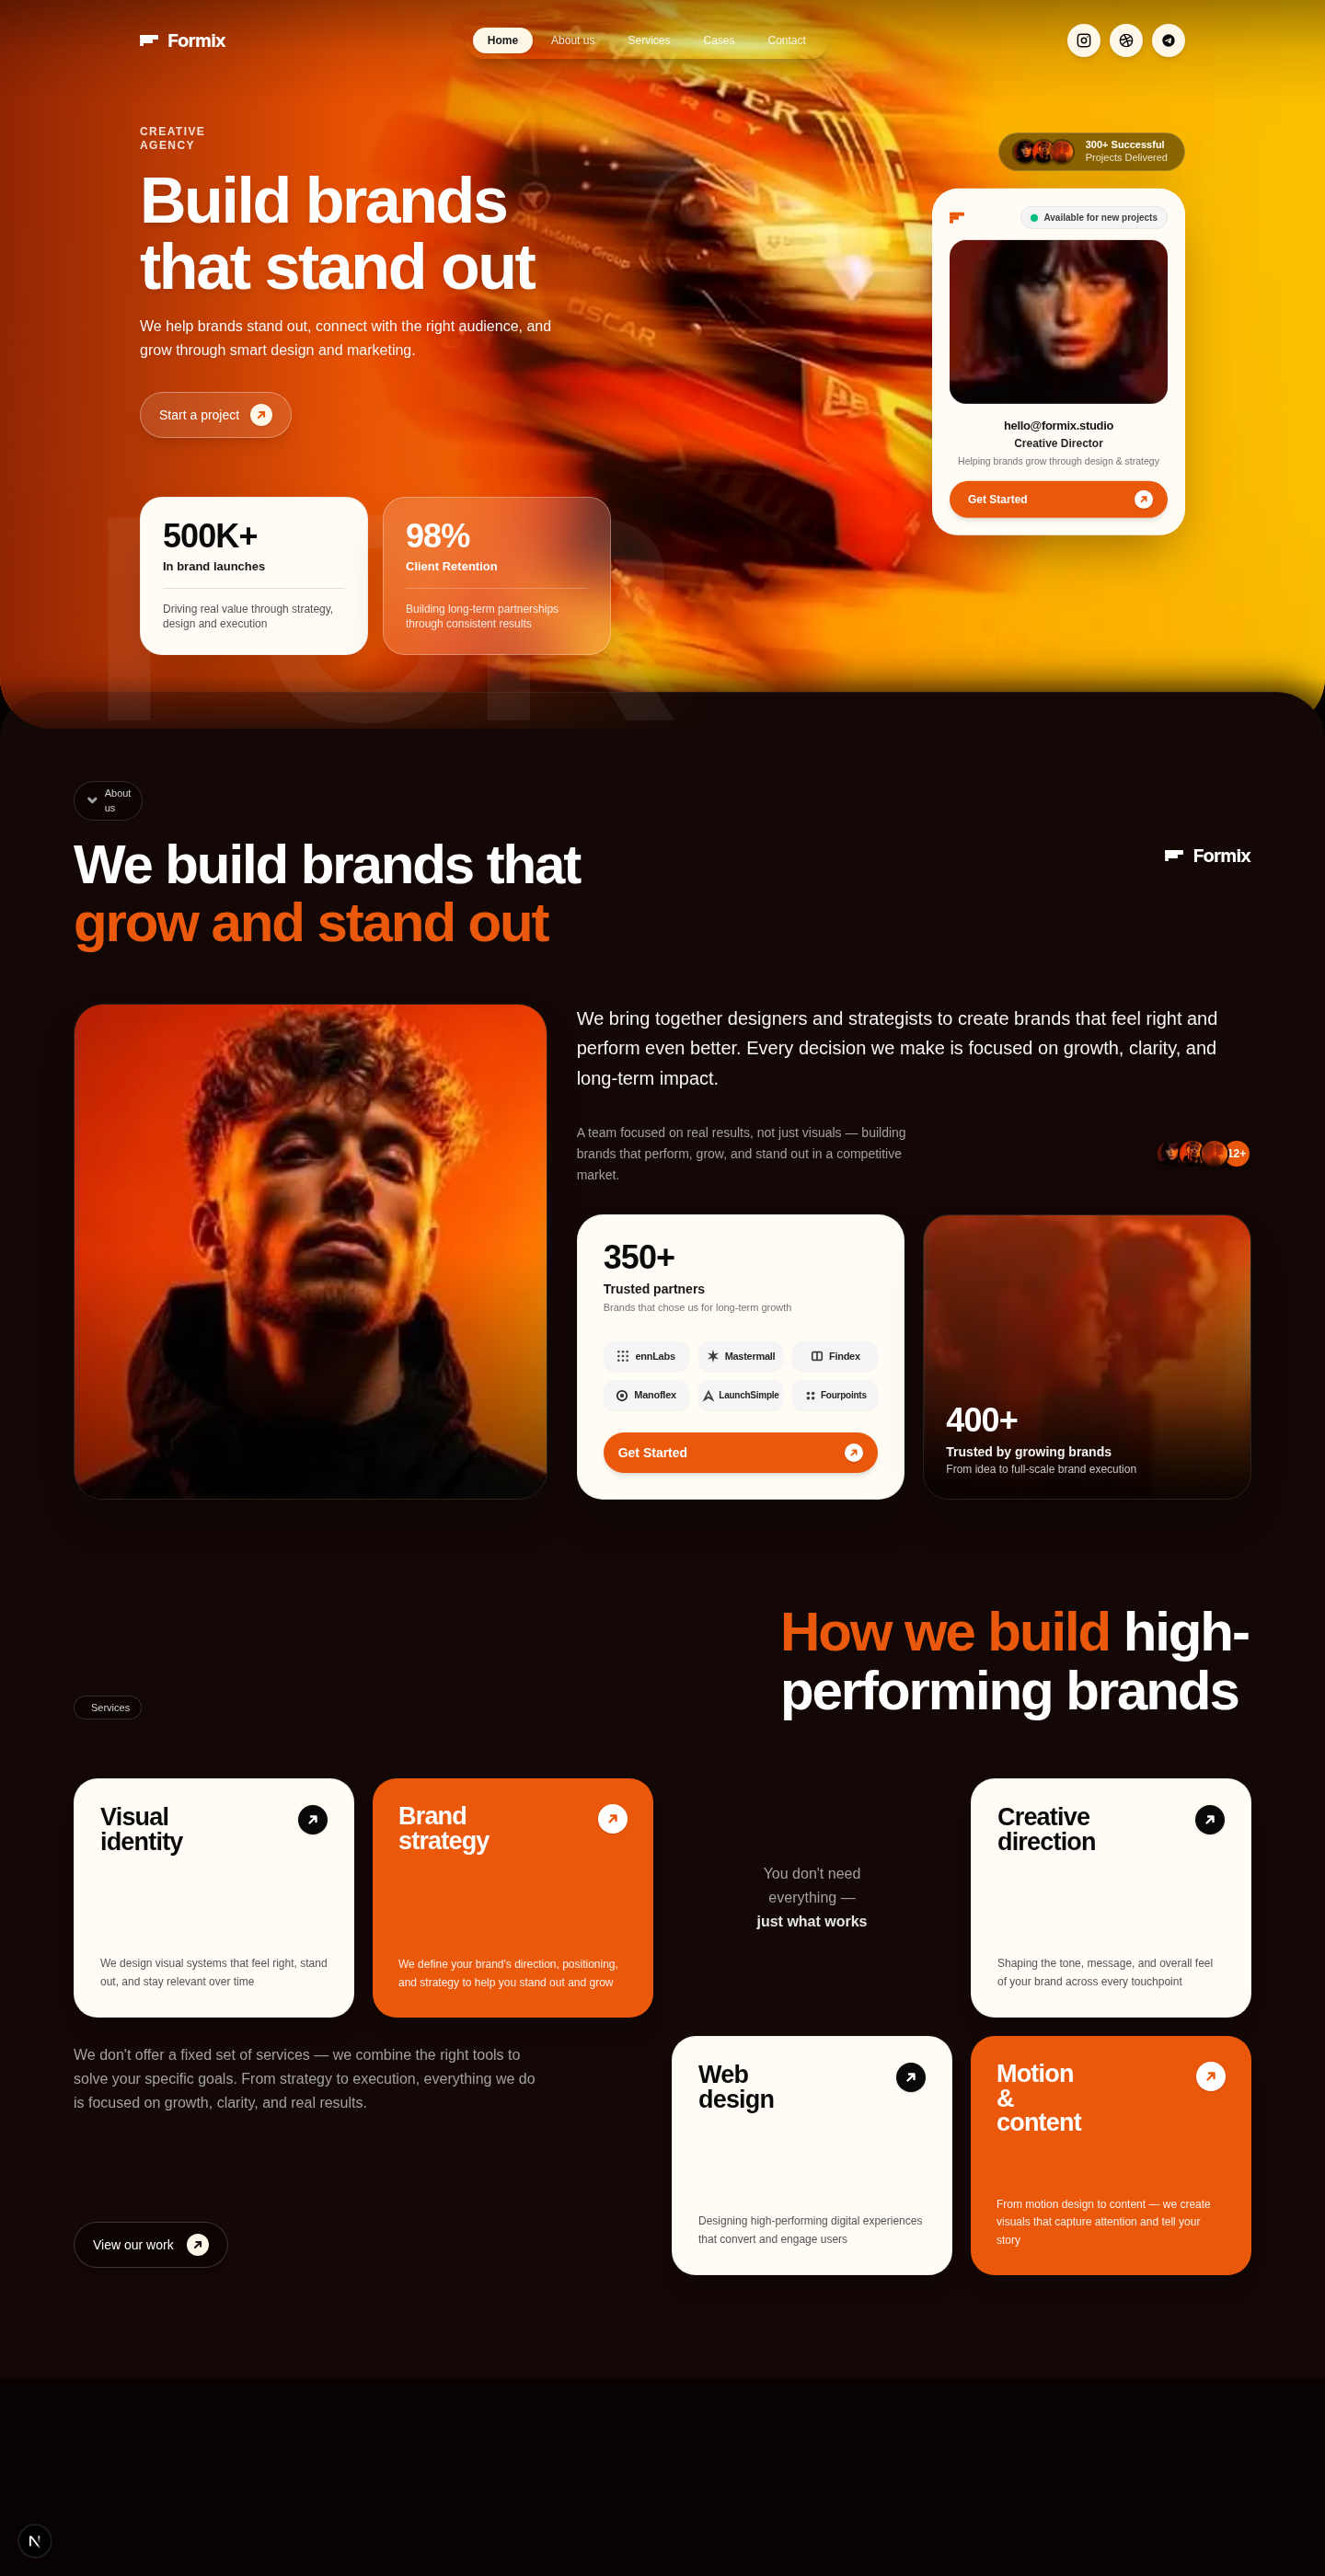 Formix
Home
About us
Services
Cases
Contact
CREATIVE
AGENCY
Build brands
that stand out
We help brands stand out, connect with the right audience, and
grow through smart design and marketing.
Start a project
300+ Successful
Projects Delivered
Available for new projects
hello@formix.studio
Creative Director
Helping brands grow through design & strategy
Get Started
500K+
In brand launches
Driving real value through strategy,
design and execution
98%
Client Retention
Building long-term partnerships
through consistent results
FOR
OSCAR
About
us
We build brands that
grow and stand out
Formix
We bring together designers and strategists to create brands that feel right and
perform even better. Every decision we make is focused on growth, clarity, and
long-term impact.
A team focused on real results, not just visuals — building
brands that perform, grow, and stand out in a competitive
market.
12+
350+
Trusted partners
Brands that chose us for long-term growth
ennLabs
Mastermall
Findex
Manoflex
LaunchSimple
Fourpoints
Get Started
400+
Trusted by growing brands
From idea to full-scale brand execution
Services
How we build high-
performing brands
Visual
identity
We design visual systems that feel right, stand
out, and stay relevant over time
Brand
strategy
We define your brand's direction, positioning,
and strategy to help you stand out and grow
You don't need
everything —
just what works
Creative
direction
Shaping the tone, message, and overall feel
of your brand across every touchpoint
We don't offer a fixed set of services — we combine the right tools to
solve your specific goals. From strategy to execution, everything we do
is focused on growth, clarity, and real results.
View our work
Web
design
Designing high-performing digital experiences
that convert and engage users
Motion
&
content
From motion design to content — we create
visuals that capture attention and tell your
story
N